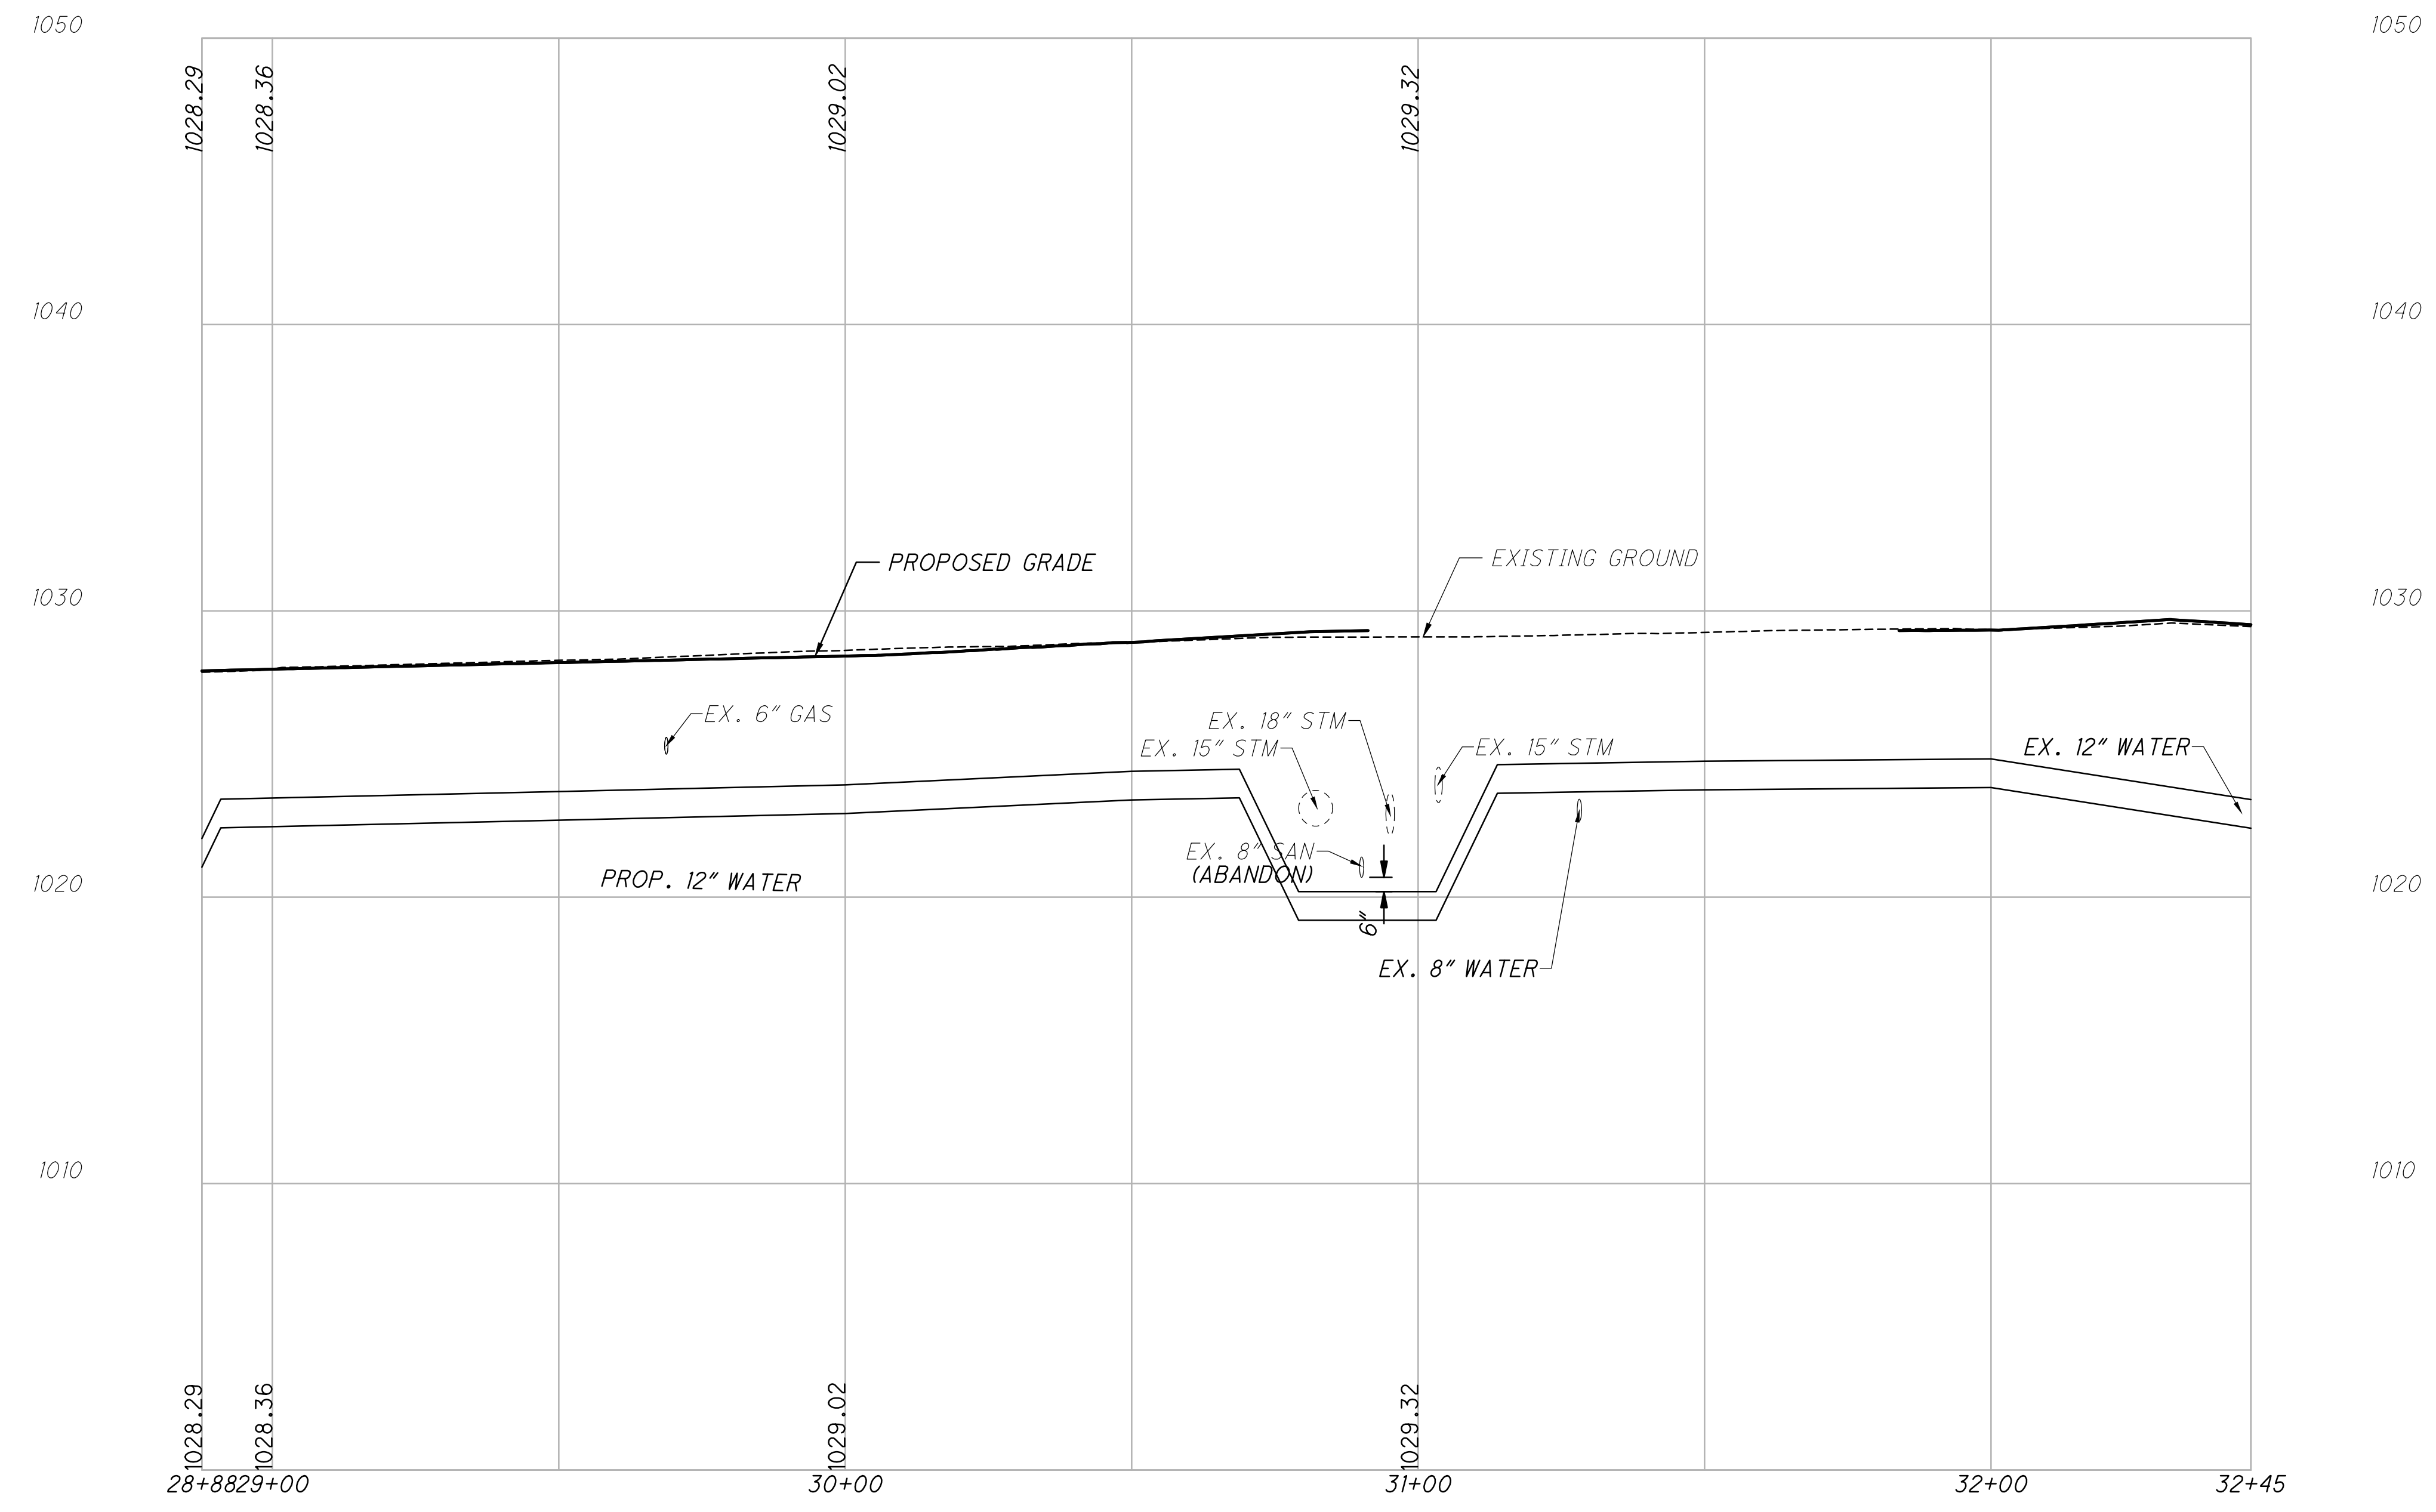 1050 1050
1028.29 1028.36 1029.02 1029.32
1040 1040
PROPOSED GRADE EXISTING GROUND
1030 1030
EX. 6" GAS
EX. 18" STM
EX. 15" STM
EX. 15" STM
EX. 12" WATER
EX. 8" SAN
(ABANDON)
PROP. 12" WATER
1020 1020
6"
EX. 8" WATER
1010 1010
1028.29 1028.36 1029.02 1029.32
28+88 29+00 30+00 31+00 32+00 32+45